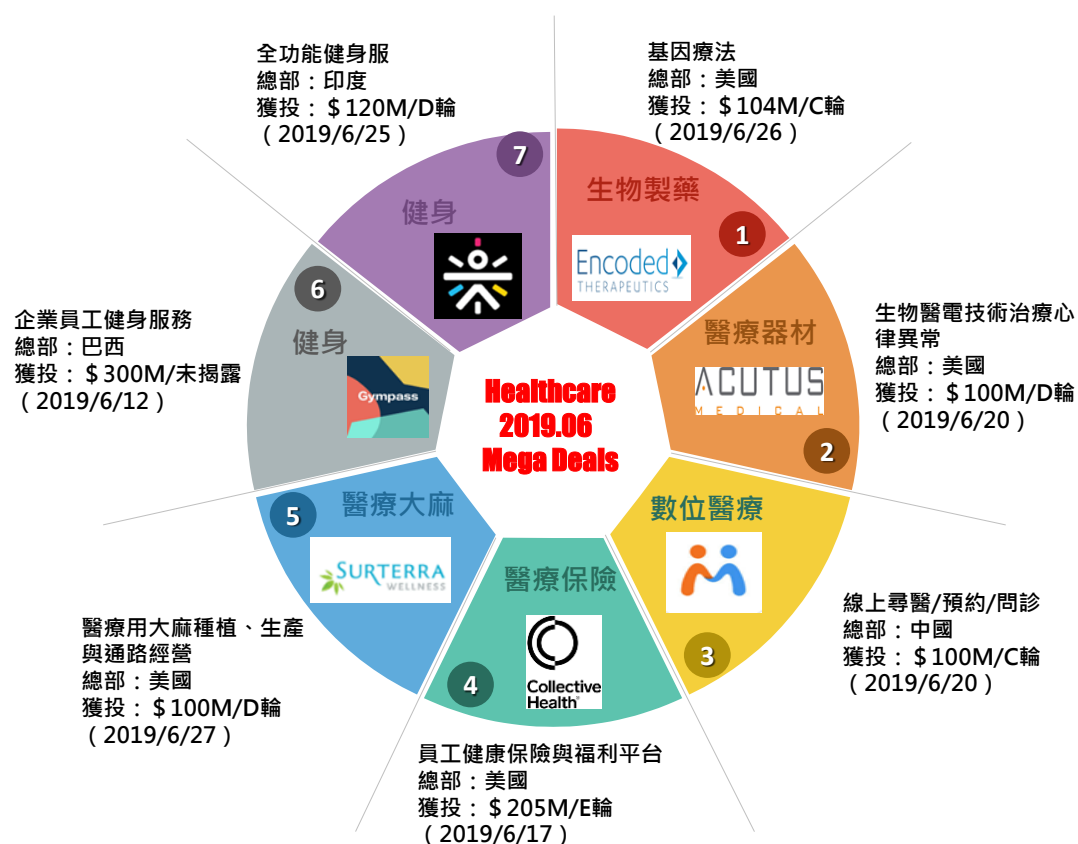 Healthcare
2019.06
Mega Deals
基因療法
總部：美國
獲投：＄104M/C輪
（2019/6/26）
生物製藥
1
Encoded
THERAPEUTICS
生物醫電技術治療心
律異常
總部：美國
獲投：＄100M/D輪
（2019/6/20）
醫療器材
ACUTUS
MEDICAL
2
線上尋醫/預約/問診
總部：中國
獲投：＄100M/C輪
（2019/6/20）
數位醫療
3
醫療保險
Collective
Health
4
員工健康保險與福利平台
總部：美國
獲投：＄205M/E輪
（2019/6/17）
醫療大麻
5
SURTERRA
WELLNESS
醫療用大麻種植、生產
與通路經營
總部：美國
獲投：＄100M/D輪
（2019/6/27）
6
健身
Gympass
企業員工健身服務
總部：巴西
獲投：＄300M/未揭露
（2019/6/12）
全功能健身服
總部：印度
獲投：＄120M/D輪
（2019/6/25）
7
健身